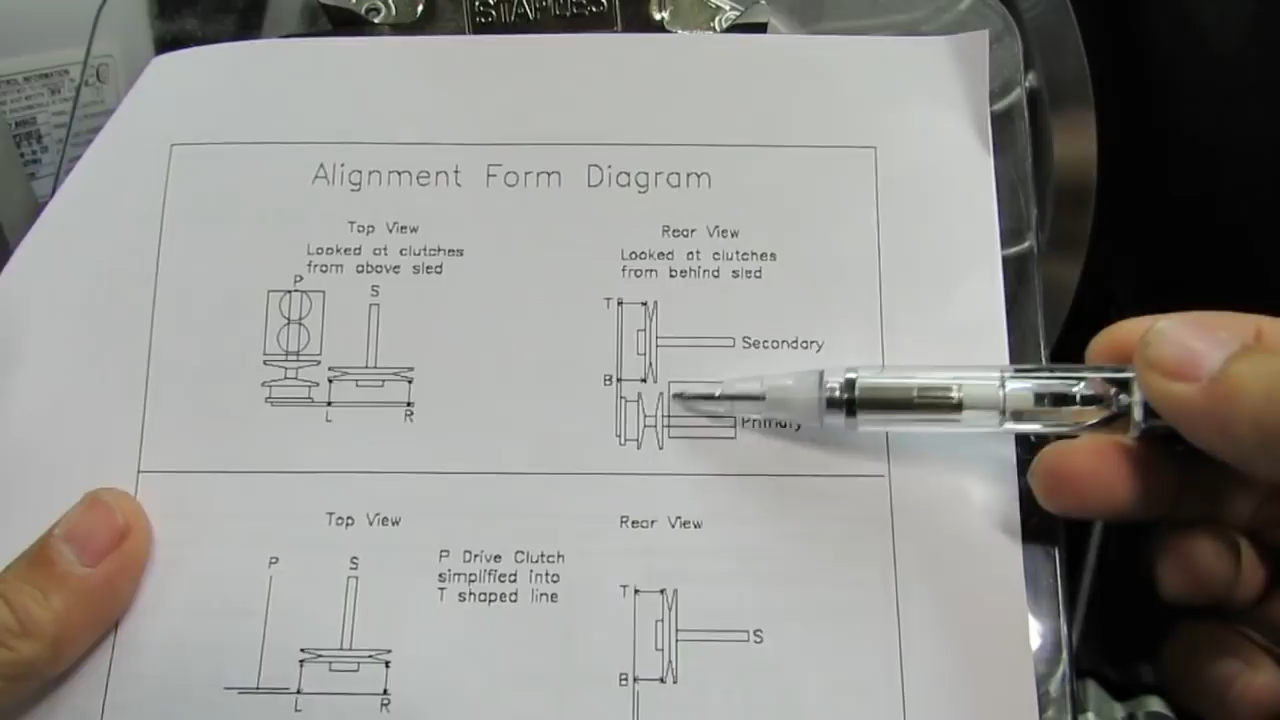 STAPLES
Alignment Form Diagram
Top View
Looked at clutches
from above sled
P
S
L
R
Rear View
Looked at clutches
from behind sled
T
Secondary
B
Primary
Top View
P
S
L
R
P Drive Clutch
simplified into
T shaped line
Rear View
T
S
B